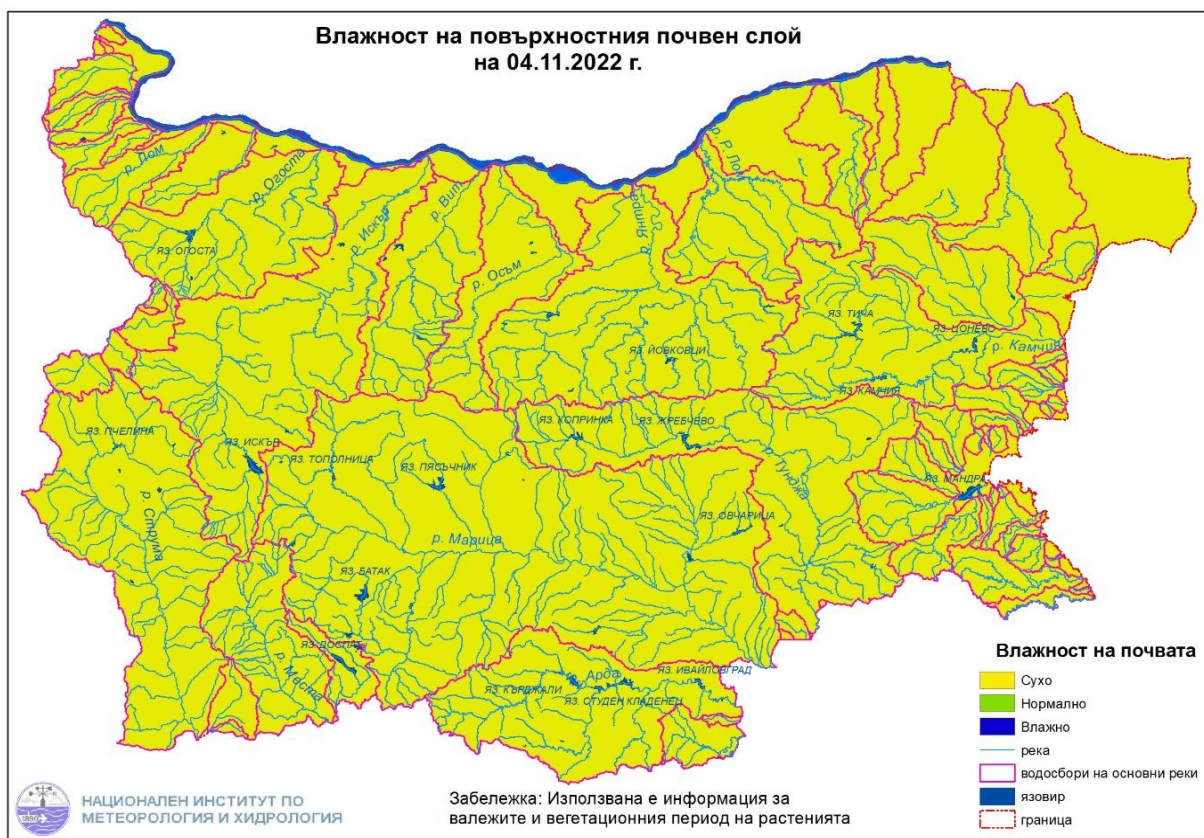 Влажност на повърхностния почвен слой
на 04.11.2022 г.
р. Р Лом
р. Лом
р. Огоста
р. Вит
р. Искър
р. Янтра
ЯЗ. ОГОСТА
р. Осъм
ЯЗ. ТИЧА
ЯЗ. ЦОНЕВО
р. Камчия
ЯЗ. ЙОВКОВЦИ
ЯЗ. КАМЧИЯ
ЯЗ. КОПРИНКА
ЯЗ. ЖРЕБЧЕВО
ЯЗ. ПЧЕЛИНА
ЯЗ. ИСКЪР
ЯЗ. ТОПОЛНИЦА
ЯЗ. ПЯСЪЧНИК
р. Тунджа
ЯЗ. МАНДРА
р. Струма
ЯЗ. ОВЧАРИЦА
р. Марица
ЯЗ. БАТАК
ЯЗ. ДОСПАТ
р. Места
р. Арда
ЯЗ. ИВАЙЛОВГРАД
ЯЗ. КЪРДЖАЛИ
ЯЗ. СТУДЕН КЛАДЕНЕЦ
Влажност на почвата
Сухо
Нормално
Влажно
река
водосбори на основни реки
язовир
граница
1890
НАЦИОНАЛЕН ИНСТИТУТ ПО
МЕТЕОРОЛОГИЯ И ХИДРОЛОГИЯ
Забележка: Използвана е информация за
валежите и вегетационния период на растенията